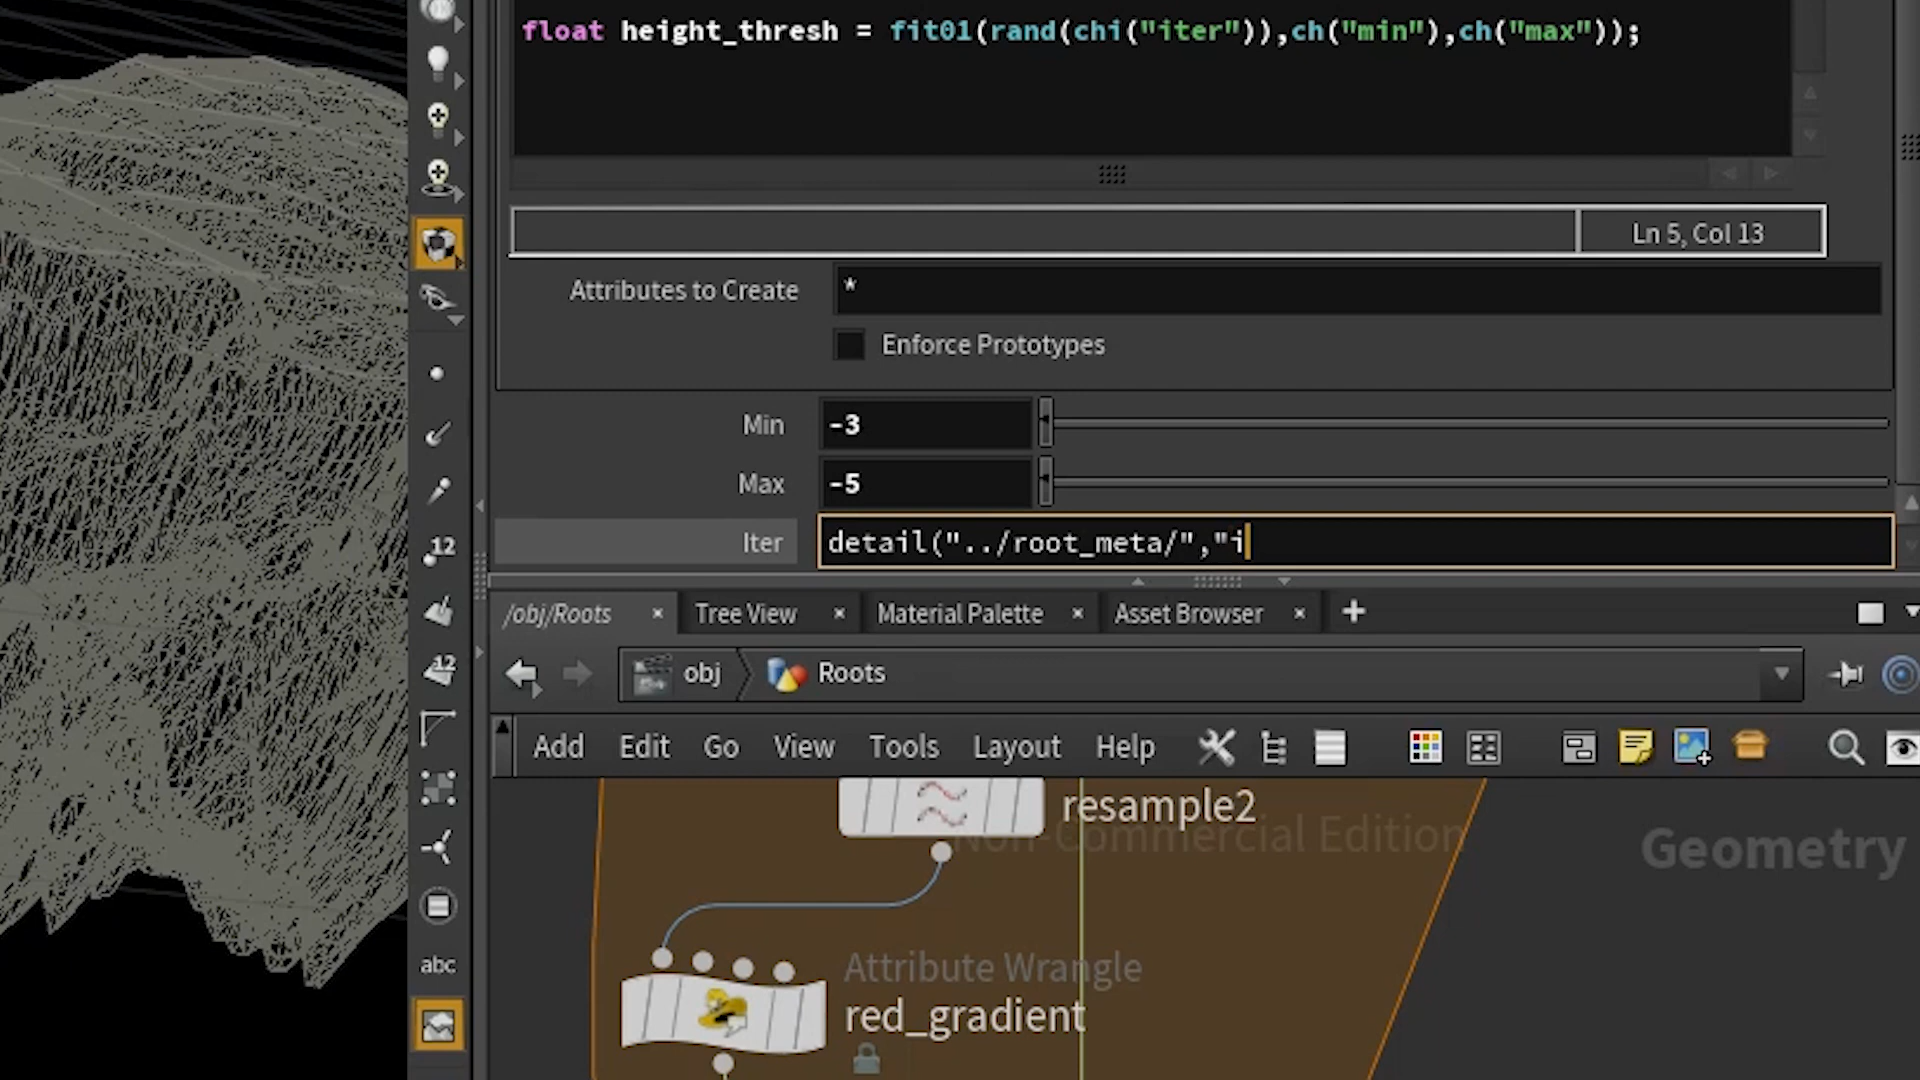 float height_thresh = fit01(rand(chi("iter")),ch("min"),ch("max"));
Ln 5, Col 13
Attributes to Create
*
Enforce Prototypes
Min
-3
Max
-5
Iter
detail("../root_meta/","i
/obj/Roots
Tree View
Material Palette
Asset Browser
obj
Roots
Add
Edit
Go
View
Tools
Layout
Help
12
12
abc
resample2
Non-Commercial Edition
Geometry
Attribute Wrangle
red_gradient